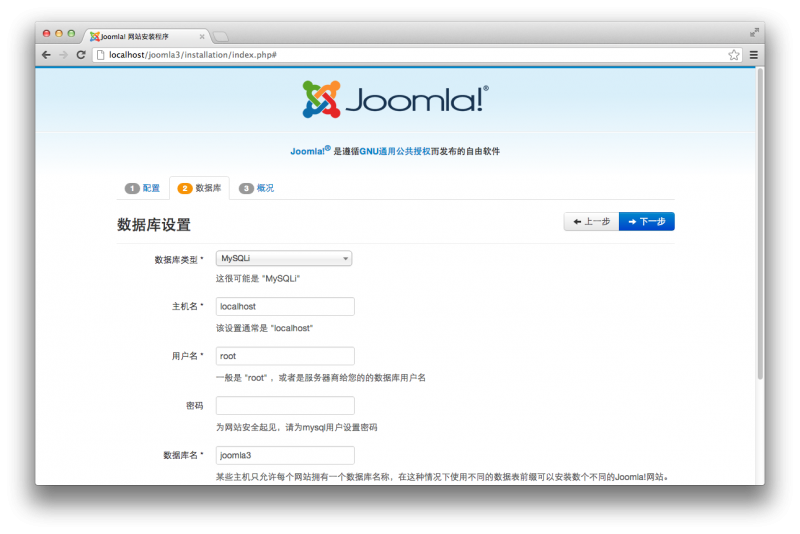 Joomla! 网站安装程序
localhost/joomla3/installation/index.php#
Joomla!®
Joomla!® 是遵循GNU通用公共授权而发布的自由软件
1 配置 2 数据库 3 概况
数据库设置
上一步 下一步
数据库类型 * MySQLi
这很可能是 "MySQLi"
主机名 * localhost
该设置通常是 "localhost"
用户名 * root
一般是 "root" ，或者是服务器商给您的的数据库用户名
密码
为网站安全起见，请为mysql用户设置密码
数据库名 * joomla3
某些主机只允许每个网站拥有一个数据库名称，在这种情况下使用不同的数据表前缀可以安装数个不同的Joomla!网站。